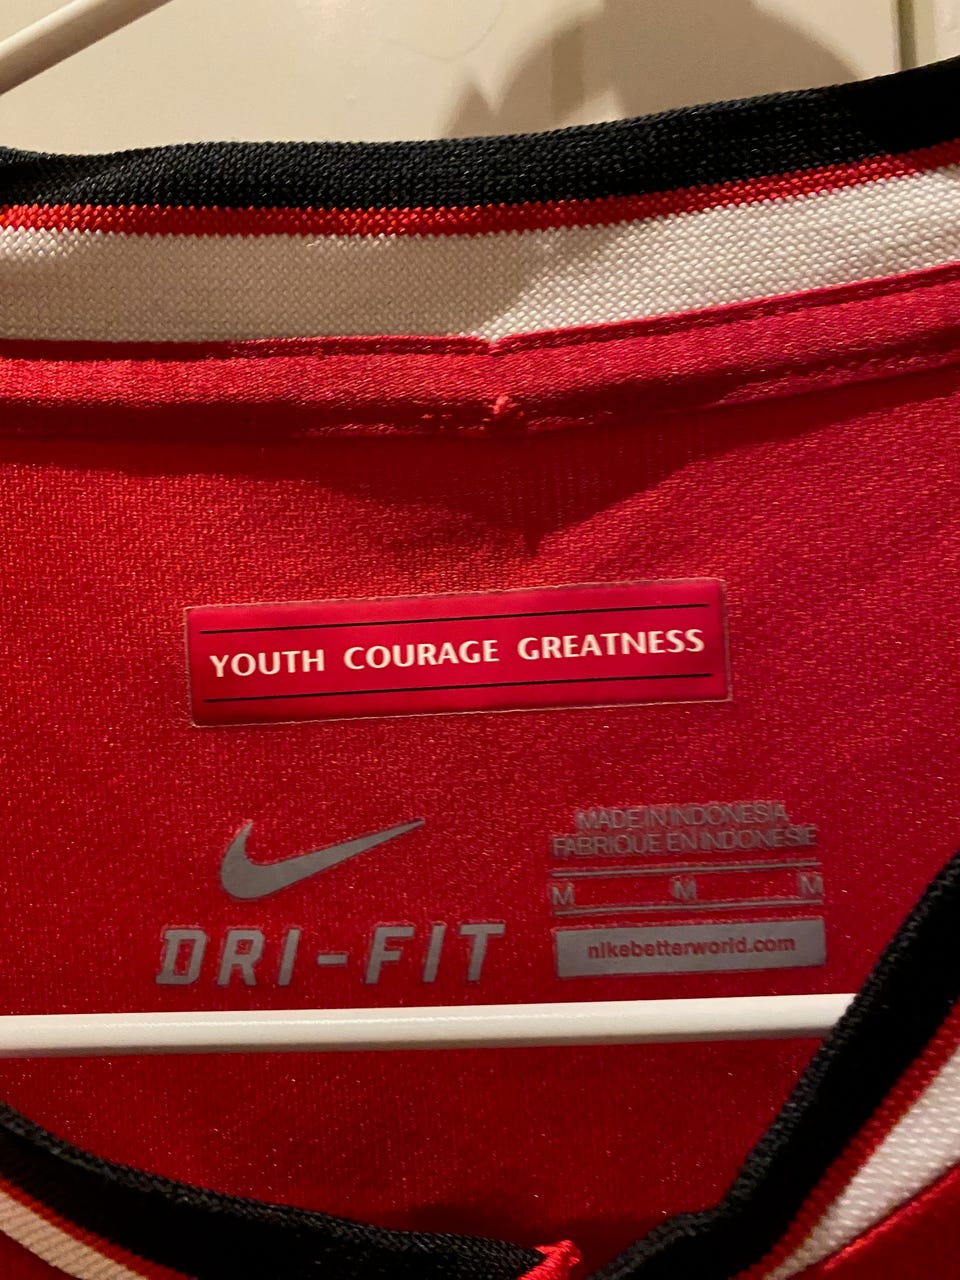 YOUTH COURAGE GREATNESS
DRI-FIT
MADE IN INDONESIA
FABRIQUE EN INDONESIE
M M M
nikebetterworld.com